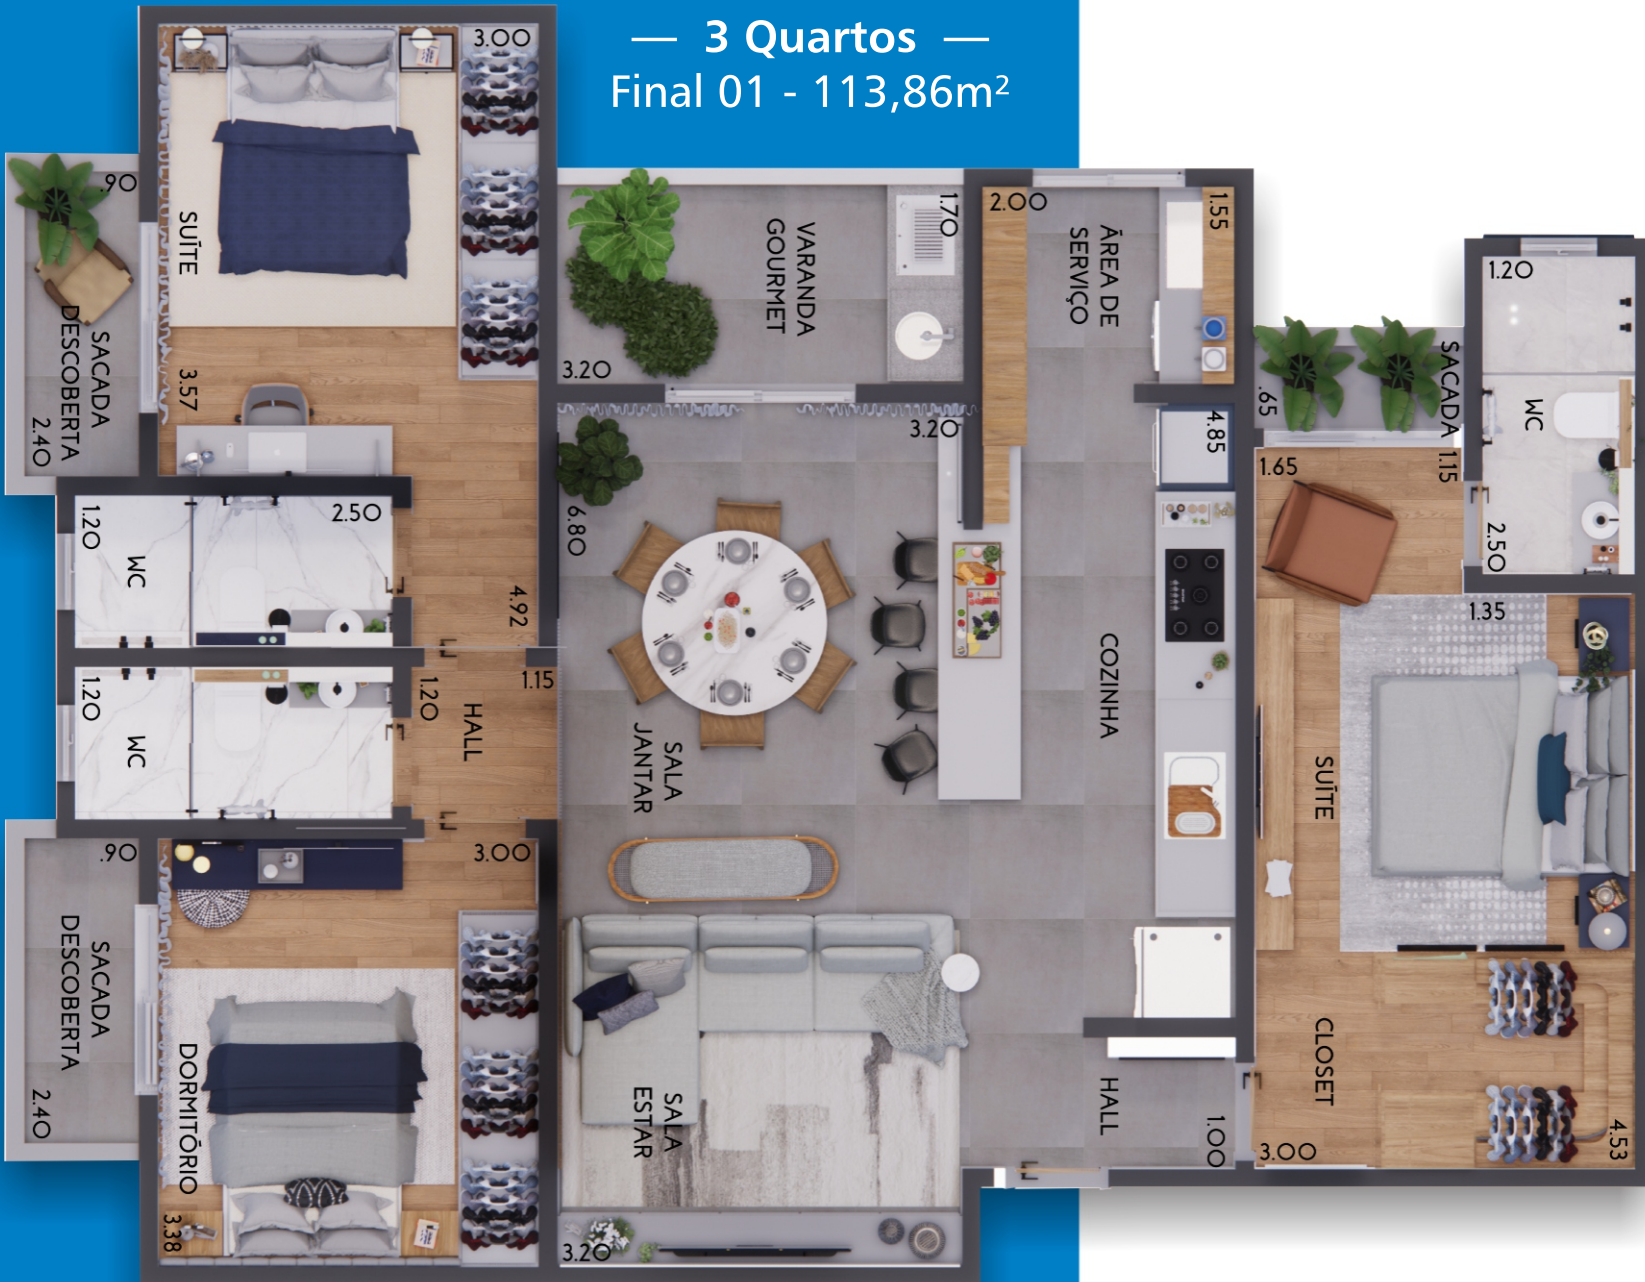 — 3 Quartos —
Final 01 - 113,86m²
3.00
.90
SUÍTE
SACADA
DESCOBERTA
2.40
3.57
1.70
VARANDA
GOURMET
3.20
2.00
1.55
ÁREA DE
SERVIÇO
1.20
WC
2.50
SACADA
.65
1.15
1.65
3.20
4.85
6.80
1.20
2.50
WC
4.92
1.35
1.20
WC
1.20
HALL
1.15
SALA
JANTAR
COZINHA
SUÍTE
.90
3.00
SACADA
DESCOBERTA
2.40
DORMITÓRIO
3.38
SALA
ESTAR
3.20
HALL
1.00
CLOSET
3.00
4.53